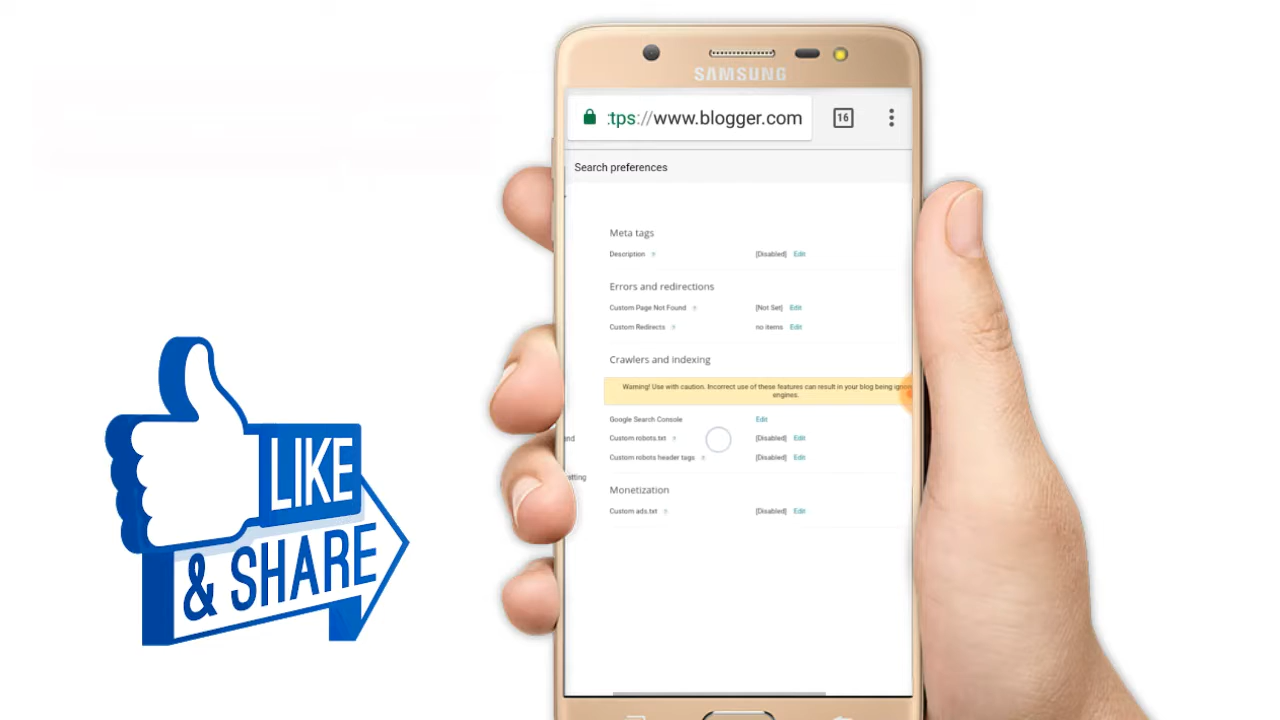 SAMSUNG
tps://www.blogger.com
16
Search preferences
Meta tags
Description ? [Disabled] Edit
Errors and redirections
Custom Page Not Found ? [Not Set] Edit
Custom Redirects ? no items Edit
Crawlers and indexing
Warning! Use with caution. Incorrect use of these features can result in your blog being ignor
engines.
Google Search Console Edit
Custom robots.txt ? [Disabled] Edit
Custom robots header tags ? [Disabled] Edit
Monetization
Custom ads.txt ? [Disabled] Edit
LIKE
& SHARE